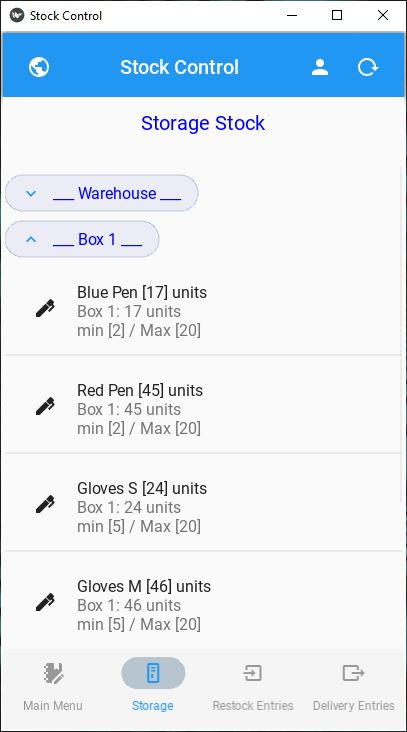 Stock Control
Stock Control
Storage Stock
___ Warehouse ___
___ Box 1 ___
Blue Pen [17] units
Box 1: 17 units
min [2] / Max [20]
Red Pen [45] units
Box 1: 45 units
min [2] / Max [20]
Gloves S [24] units
Box 1: 24 units
min [5] / Max [20]
Gloves M [46] units
Box 1: 46 units
min [5] / Max [20]
Main Menu
Storage
Restock Entries
Delivery Entries